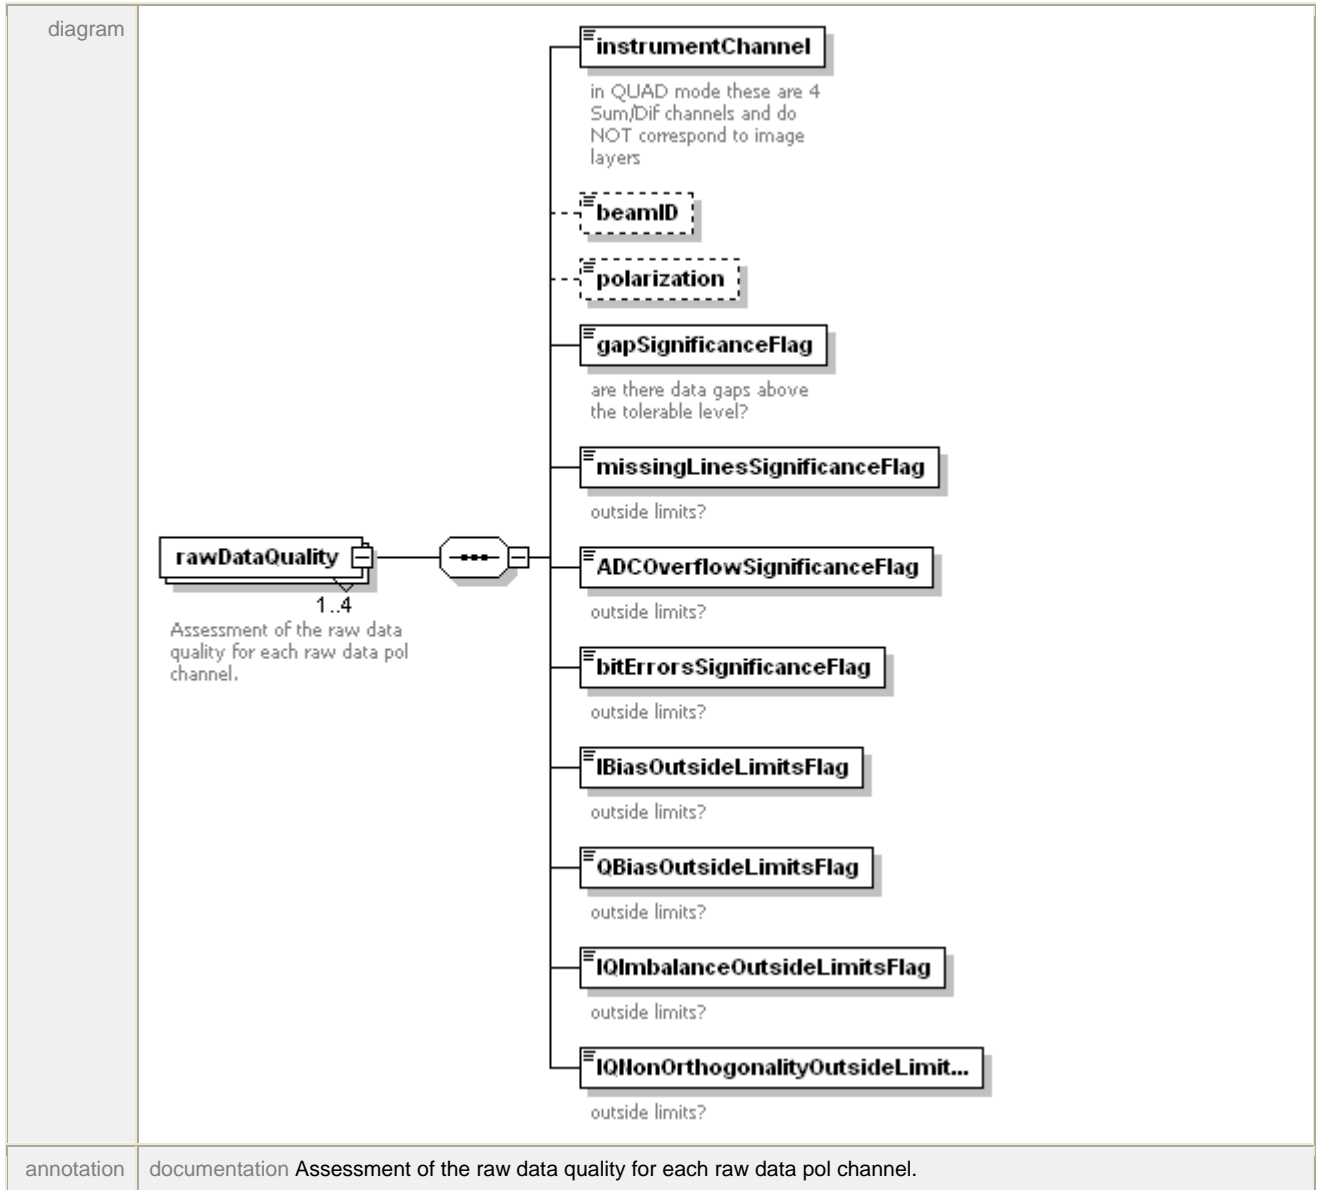 diagram
instrumentChannel
in QUAD mode these are 4
Sum/Dif channels and do
NOT correspond to image
layers
beamID
polarization
gapSignificanceFlag
are there data gaps above
the tolerable level?
missingLinesSignificanceFlag
outside limits?
rawDataQuality
1..4
Assessment of the raw data
quality for each raw data pol
channel.
ADCOverflowSignificanceFlag
outside limits?
bitErrorsSignificanceFlag
outside limits?
IBiasOutsideLimitsFlag
outside limits?
QBiasOutsideLimitsFlag
outside limits?
IQImbalanceOutsideLimitsFlag
outside limits?
IQNonOrthogonalityOutsideLimit...
outside limits?
annotation
documentation Assessment of the raw data quality for each raw data pol channel.